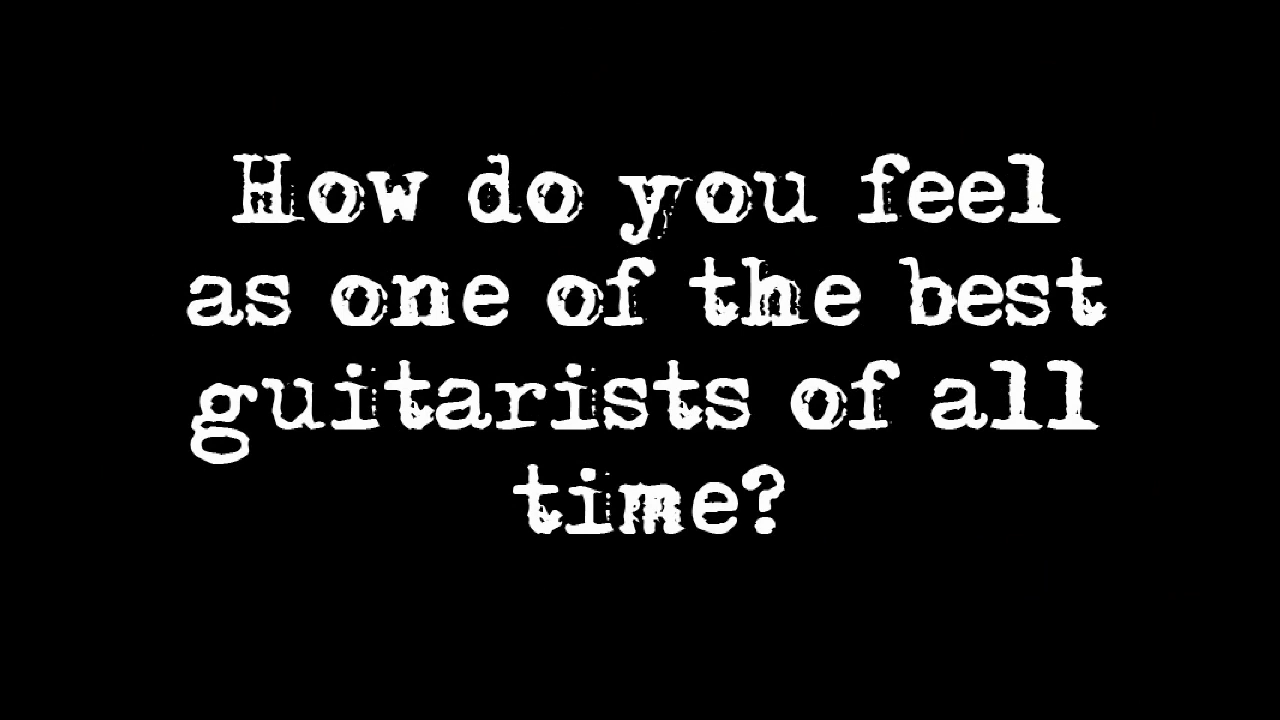 How do you feel
as one of the best
guitarists of all
time?